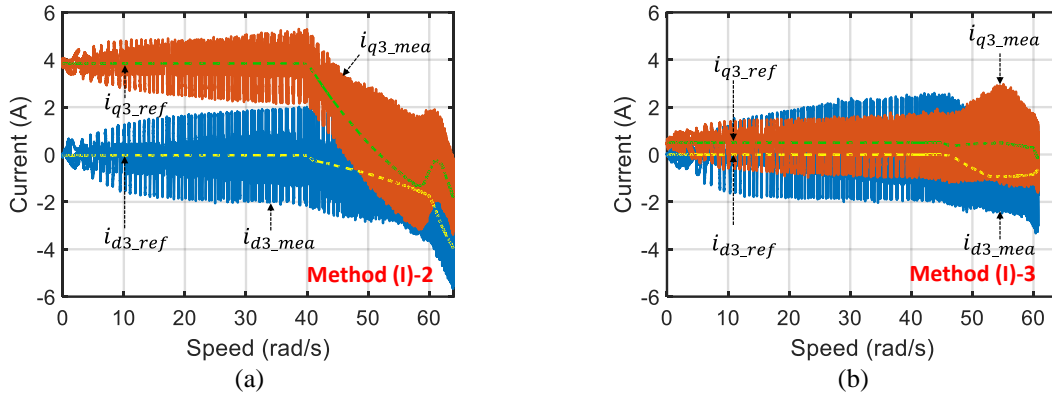 6
4
2
0
-2
-4
-6
Current (A)
i_q3_mea
i_q3_ref
i_d3_ref
i_d3_mea
Method (I)-2
0 10 20 30 40 50 60
Speed (rad/s)
(a)
6
4
2
0
-2
-4
-6
Current (A)
i_q3_mea
i_q3_ref
i_d3_ref
i_d3_mea
Method (I)-3
0 10 20 30 40 50 60
Speed (rad/s)
(b)